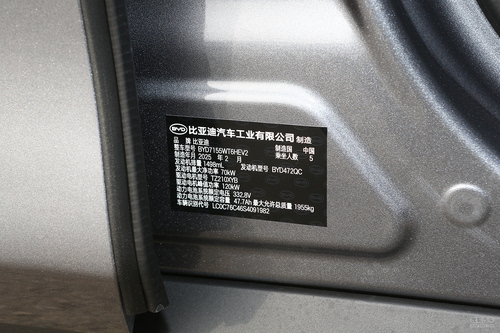 BYD 比亚迪汽车工业有限公司 制造
品 牌 比亚迪 制造国 中国
整车型号 BYD7155WT6HEV2 乘坐人数 5
制造年月 2025 年 2 月
发动机排量 1498mL 发动机型号 BYD472QC
发动机最大净功率 70kW
驱动电机型号 TZ210XYB
驱动电机峰值功率 120kW
动力电池系统额定电压 332.8V
动力电池系统额定容量 47.7Ah 最大允许总质量 1955kg
车辆识别代号 LC0C76C46S4091982